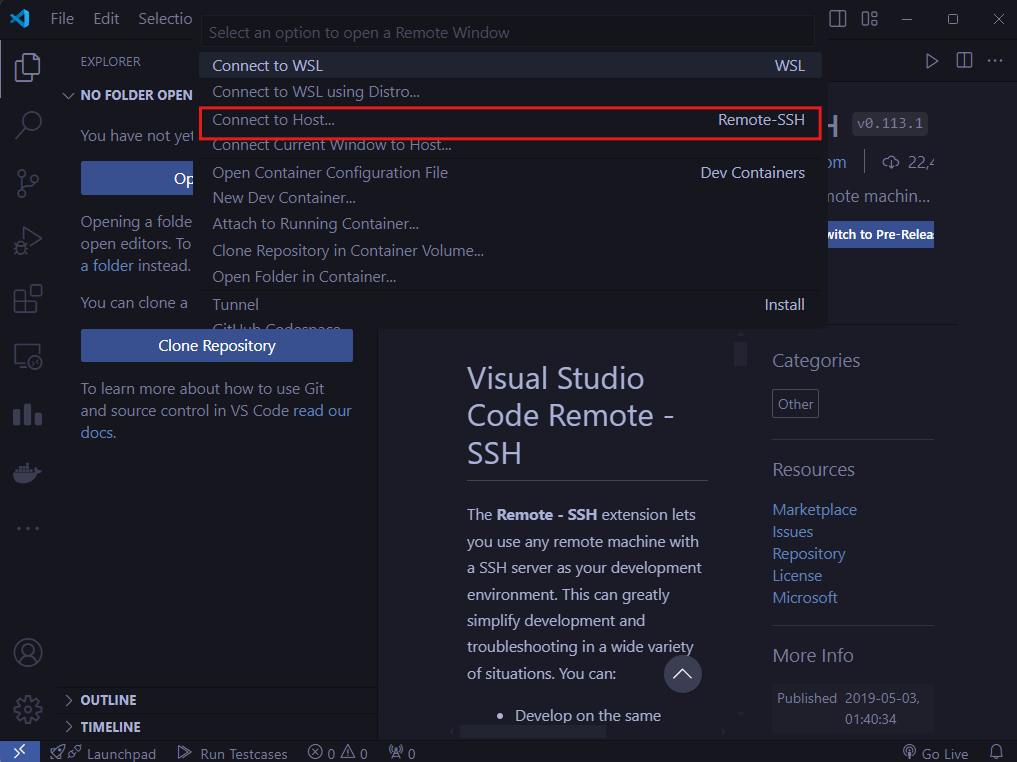 File Edit Selectio
Select an option to open a Remote Window
Connect to WSL WSL
Connect to WSL using Distro...
Connect to Host... Remote-SSH
Connect Current Window to Host...
Open Container Configuration File Dev Containers
New Dev Container...
Attach to Running Container...
Clone Repository in Container Volume...
Open Folder in Container...
Tunnel Install
GitHub Codespace
EXPLORER
NO FOLDER OPEN
You have not yet
Op
Opening a folde
open editors. To
a folder instead.
You can clone a
Clone Repository
To learn more about how to use Git
and source control in VS Code read our
docs.
OUTLINE
TIMELINE
H v0.113.1
om 22,4
mote machin...
witch to Pre-Relea
Visual Studio
Code Remote -
SSH
The Remote - SSH extension lets
you use any remote machine with
a SSH server as your development
environment. This can greatly
simplify development and
troubleshooting in a wide variety
of situations. You can:
• Develop on the same
Categories
Other
Resources
Marketplace
Issues
Repository
License
Microsoft
More Info
Published 2019-05-03,
01:40:34
Launchpad Run Testcases 0 0 0 Go Live